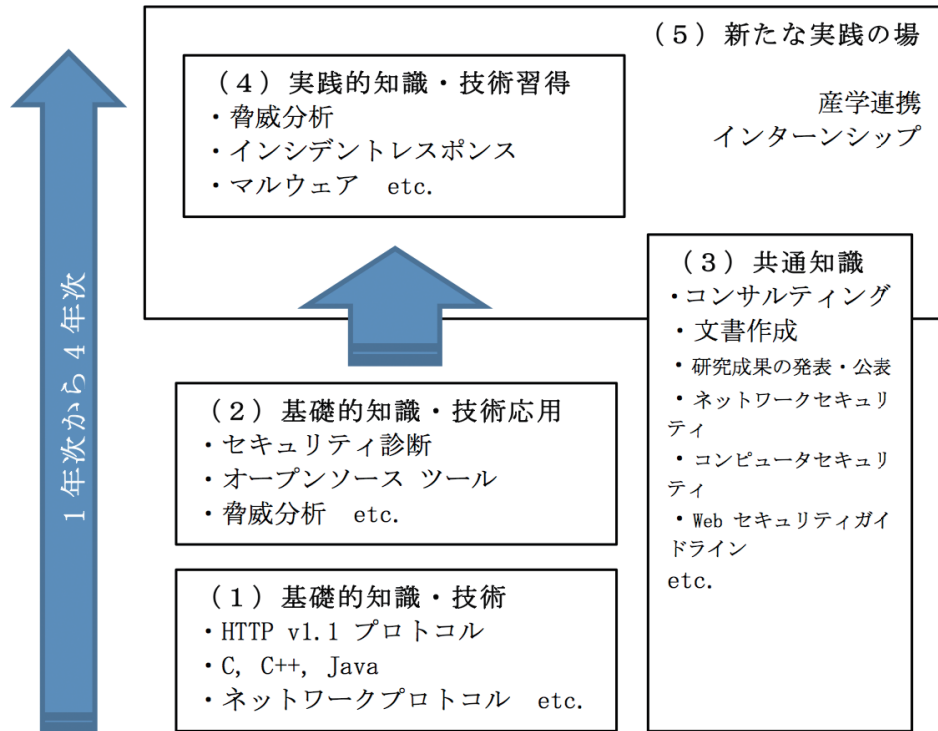 （5）新たな実践の場
産学連携
インターンシップ
（4）実践的知識・技術習得
・脅威分析
・インシデントレスポンス
・マルウェア　etc.
（3）共通知識
・コンサルティング
・文書作成
・研究成果の発表・公表
・ネットワークセキュリ
ティ
・コンピュータセキュリ
ティ
・Web セキュリティガイ
ドライン
etc.
（2）基礎的知識・技術応用
・セキュリティ診断
・オープンソース ツール
・脅威分析　etc.
（1）基礎的知識・技術
・HTTP v1.1 プロトコル
・C, C++, Java
・ネットワークプロトコル　etc.
1 年次から 4 年次